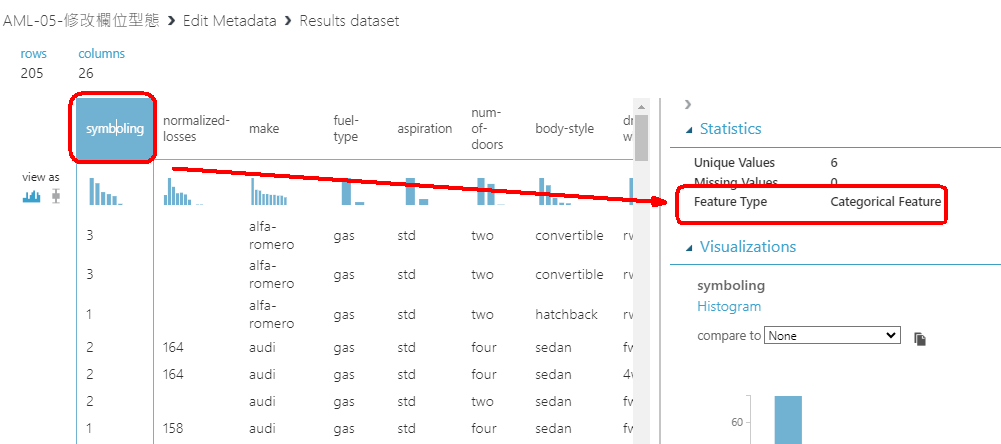 AML-05-修改欄位型態 > Edit Metadata > Results dataset
rows columns
205 26
symboling normalized-losses make fuel-type aspiration num-of-doors body-style
view as
3 alfa-romero gas std two convertible
3 alfa-romero gas std two convertible
1 alfa-romero gas std two hatchback
2 164 audi gas std four sedan
2 164 audi gas std four sedan 4w
2 audi gas std two sedan
1 158 audi gas std four sedan
Statistics
Unique Values 6
Missing Values 0
Feature Type Categorical Feature
Visualizations
symboling
Histogram
compare to None
60